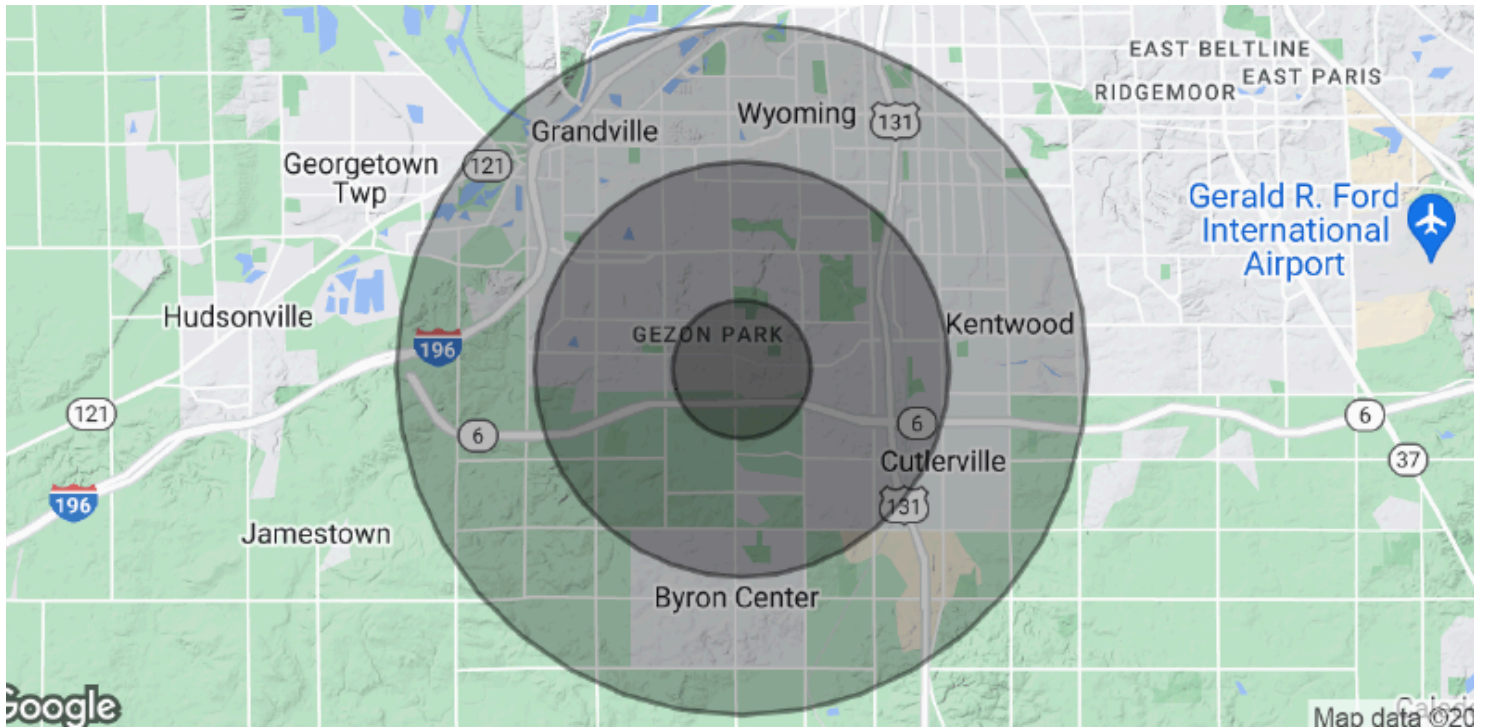 EAST BELTLINE
EAST PARIS
RIDGEMOOR
Wyoming
131
Grandville
Georgetown
Twp
121
Gerald R. Ford
International
Airport
Hudsonville
GEZON PARK
Kentwood
196
121
6
6
6
Cutlerville
37
196
131
Jamestown
Byron Center
Google
Map data ©20